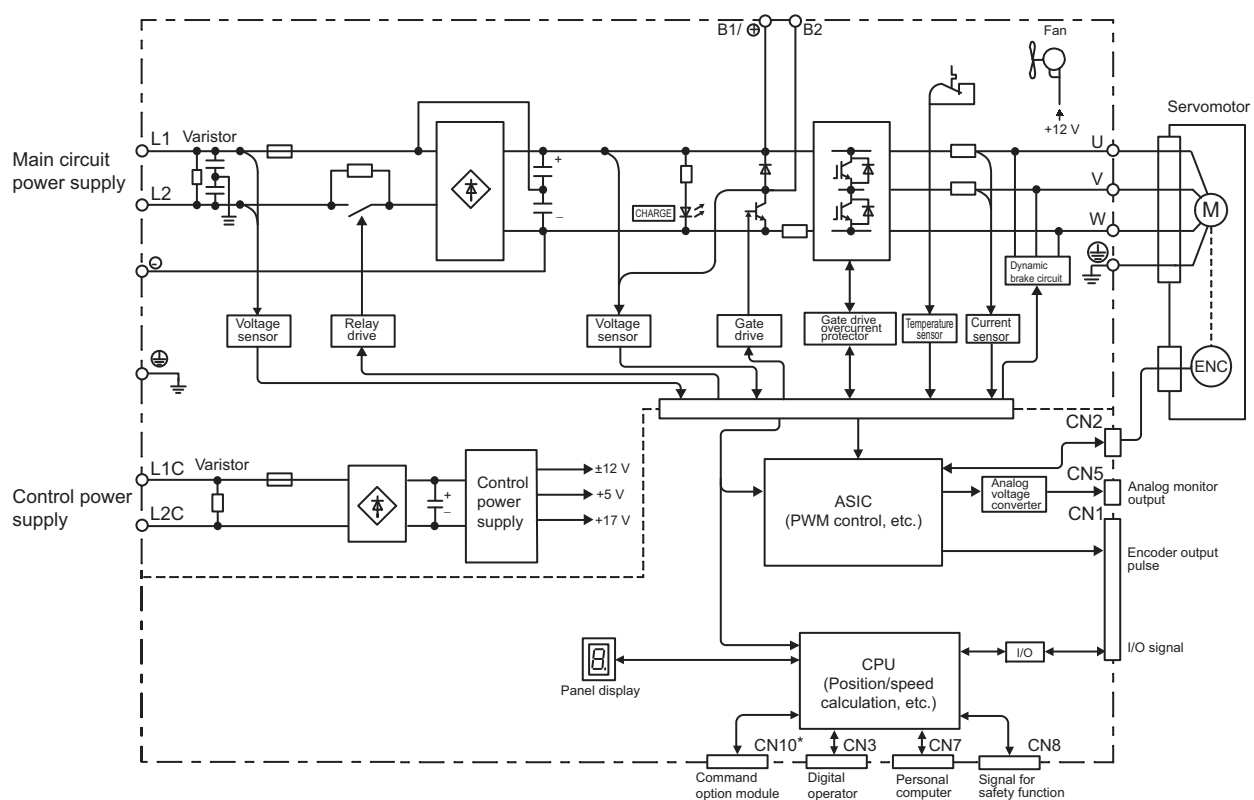 B1/ ⊕
B2
Fan
+12 V
Servomotor
Main circuit
power supply
L1
Varistor
L2
U
V
W
M
+
–
CHARGE
⊖
Dynamic
brake circuit
Voltage
sensor
Relay
drive
Voltage
sensor
Gate
drive
Gate drive
overcurrent
protector
Temperature
sensor
Current
sensor
ENC
Control power
supply
L1C
Varistor
L2C
+
–
Control
power
supply
±12 V
+5 V
+17 V
ASIC
(PWM control, etc.)
Analog
voltage
converter
CN2
CN5
Analog monitor
output
CN1
Encoder output
pulse
I/O signal
I/O
8.
Panel display
CPU
(Position/speed
calculation, etc.)
CN10*
CN3
CN7
CN8
Command
option module
Digital
operator
Personal
computer
Signal for
safety function